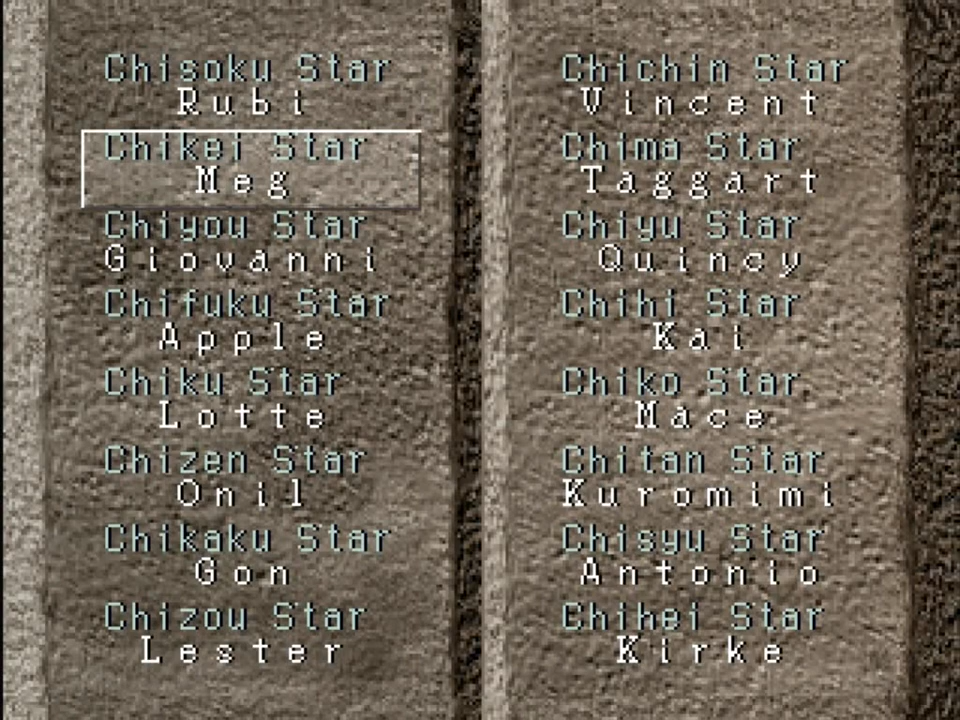 Chisoku Star
Rubi
Chikei Star
Meg
Chiyou Star
Giovanni
Chifuku Star
Apple
Chiku Star
Lotte
Chizen Star
Onil
Chikaku Star
Gon
Chizou Star
Lester
Chichin Star
Vincent
Chima Star
Taggart
Chiyu Star
Quincy
Chihi Star
Kai
Chiko Star
Mace
Chitan Star
Kuromimi
Chisyu Star
Antonio
Chihei Star
Kirke